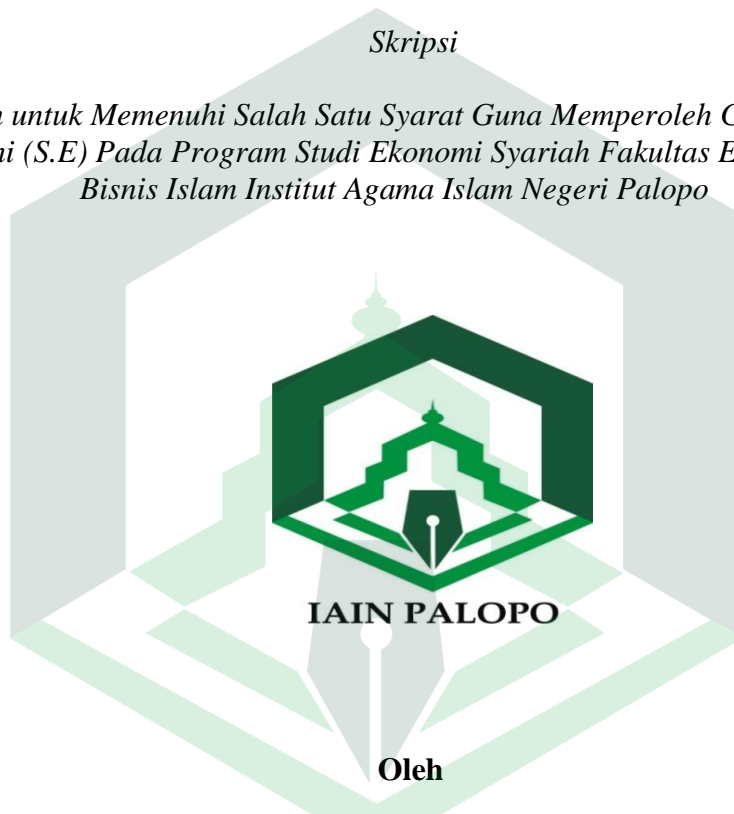 Skripsi
untuk Memenuhi Salah Satu Syarat Guna Memperoleh
(S.E) Pada Program Studi Ekonomi Syariah Fakultas
Bisnis Islam Institut Agama Islam Negeri Palopo
IAIN PALOPO
Oleh